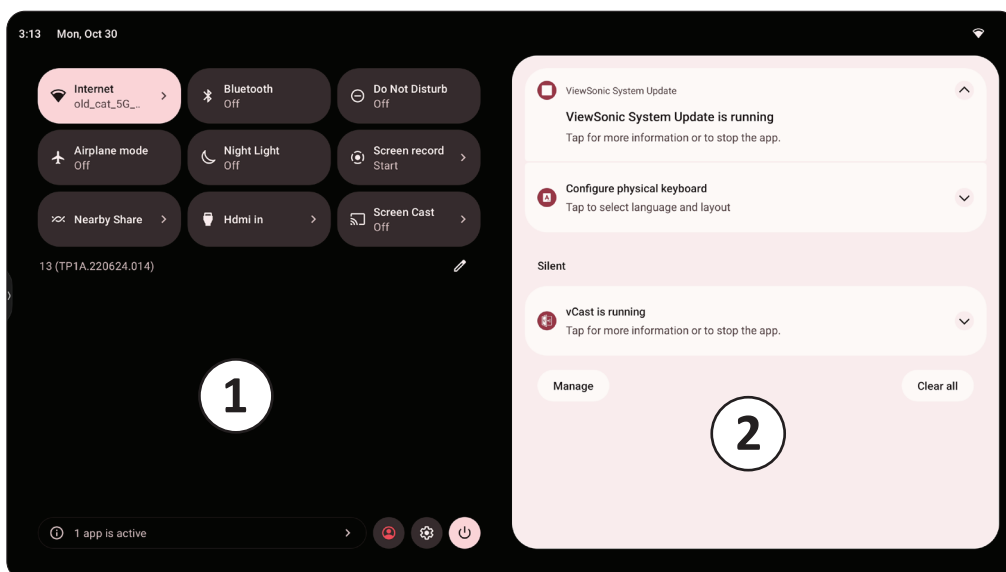 3:13 Mon, Oct 30
Internet
old_cat_5G_..
Bluetooth
Off
Do Not Disturb
Off
Airplane mode
Off
Night Light
Off
Screen record
Start
Nearby Share
Hdmi in
Screen Cast
Off
13 (TP1A.220624.014)
1
1 app is active
ViewSonic System Update
ViewSonic System Update is running
Tap for more information or to stop the app.
Configure physical keyboard
Tap to select language and layout
Silent
vCast is running
Tap for more information or to stop the app.
Manage
Clear all
2